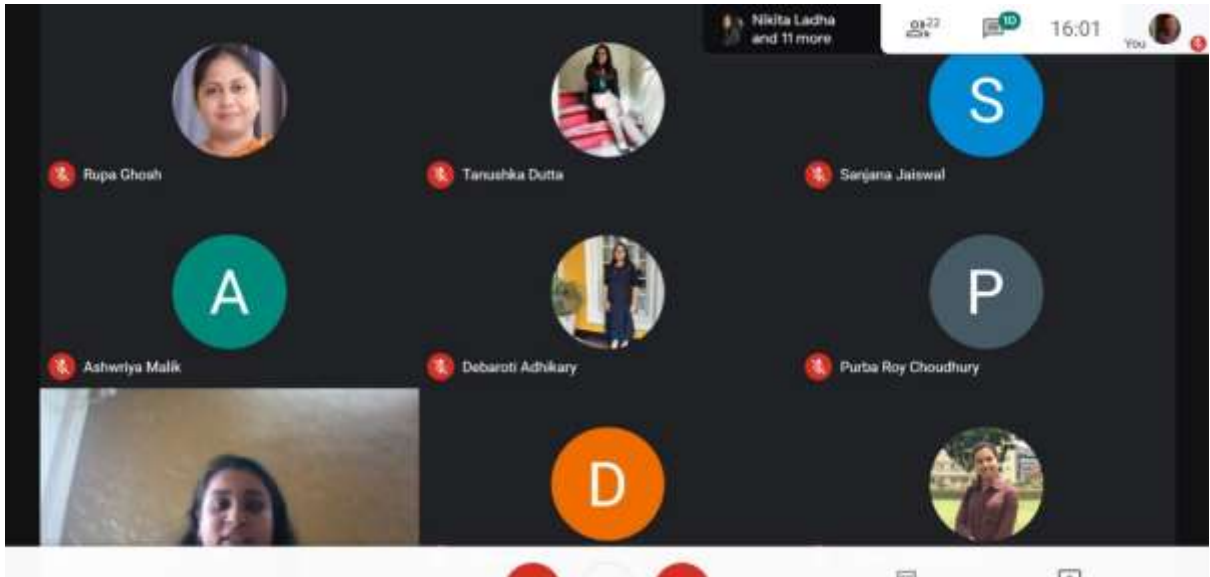 Nikita Ladha
and 11 more
22
10
16:01
You
Rupa Ghosh
Tanushka Dutta
S
Sanjana Jaiswal
A
Ashwriya Malik
Debaroti Adhikary
P
Purba Roy Choudhury
D